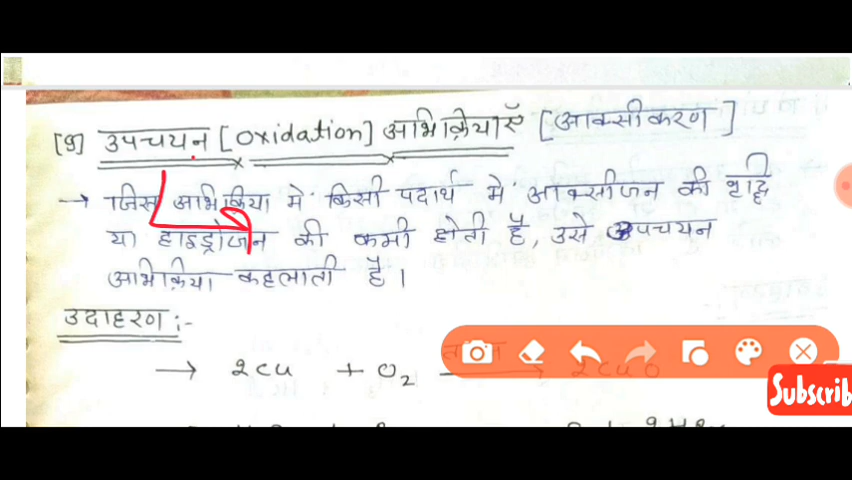 [9] उपचयन [Oxidation] अभिक्रियाएँ [आक्सीकरण]
→ जिस अभिक्रिया मे किसी पदार्थ मे आक्सीजन की वृद्धि
या हाइड्रोजन की कमी होती है, उसे उपचयन
अभिक्रिया कहलाती है।
उदाहरण :-
→ 2Cu + O₂ → 2CuO
Subscrib